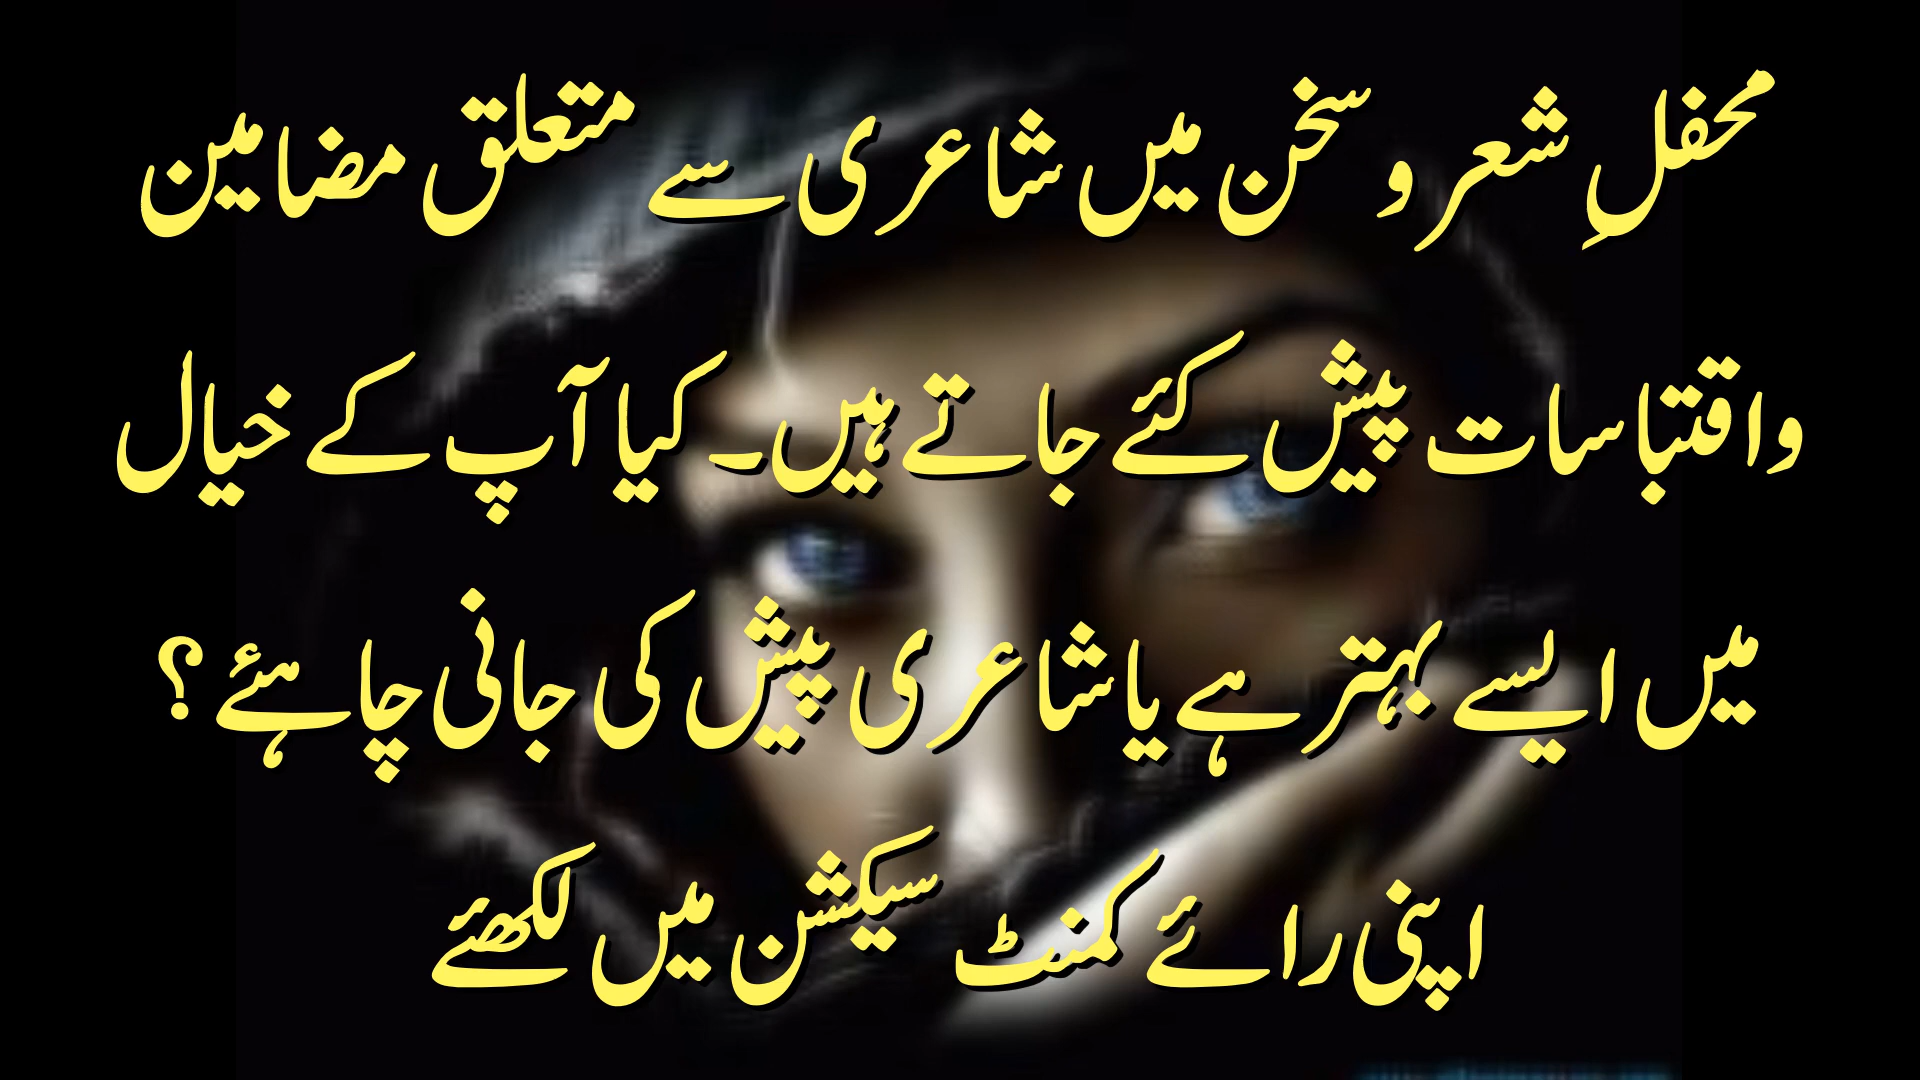 محفلِ شعر و سخن میں شاعری سے متعلق مضامین
واقتباسات پیش کئے جاتے ہیں۔ کیا آپ کے خیال
میں ایسے بہتر ہے یا شاعری پیش کی جانی چاہئے ؟
اپنی رائے کمنٹ سیکشن میں لکھئے